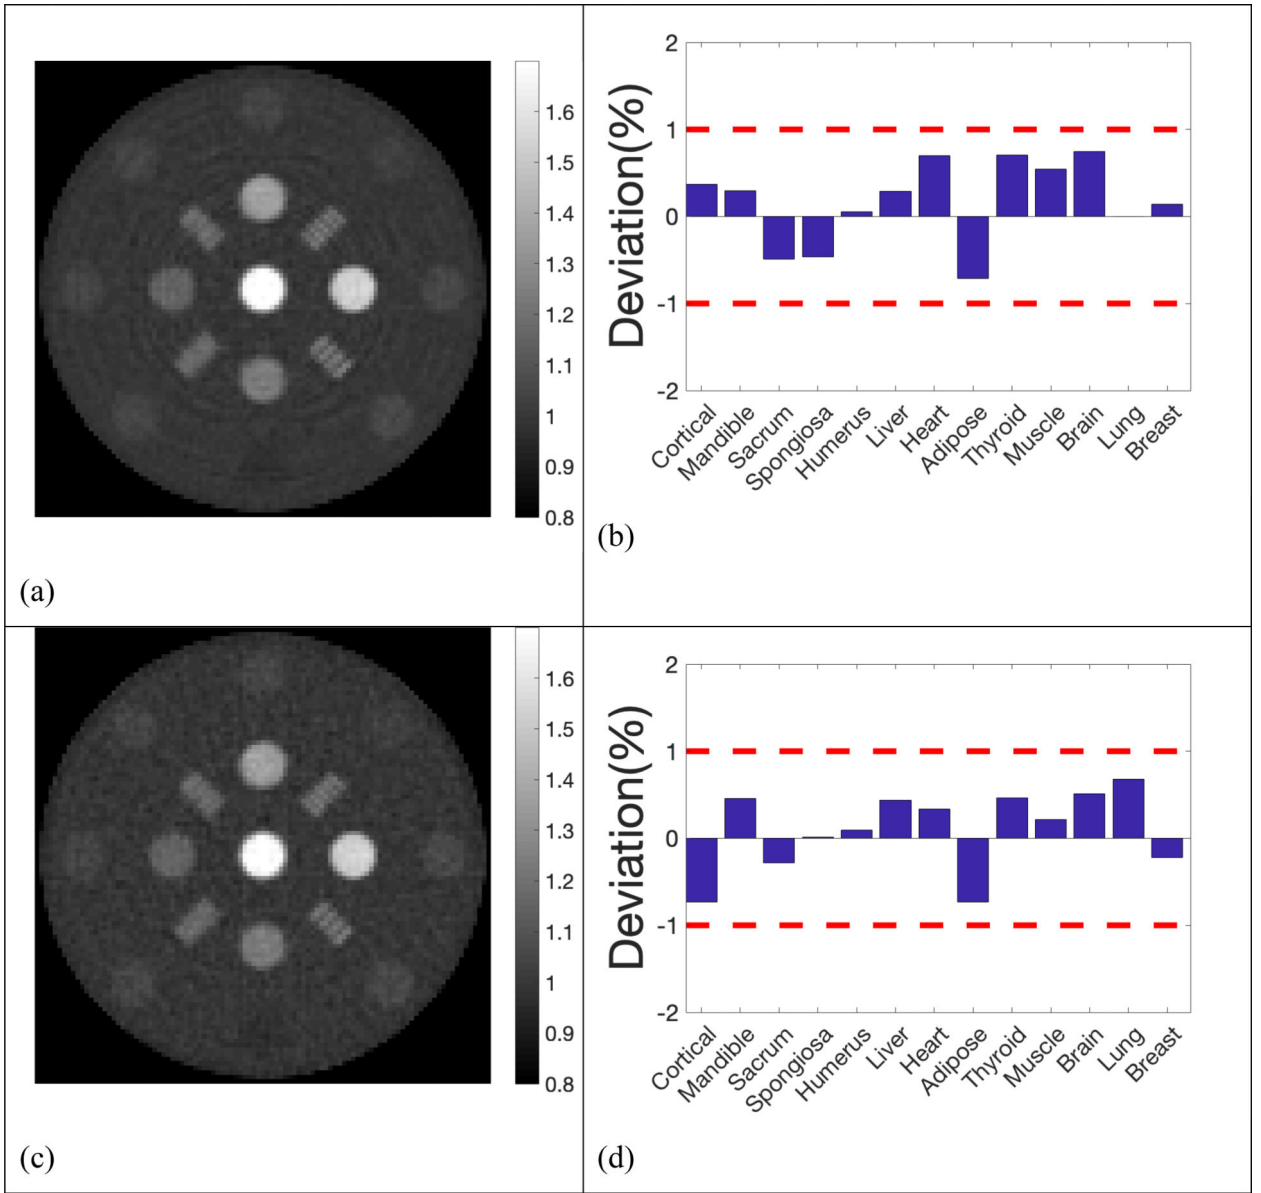 1.6
1.5
1.4
1.3
1.2
1.1
1
0.9
0.8
(a)
Deviation(%)
2
1
0
-1
-2
Cortical
Mandible
Sacrum
Spongiosa
Humerus
Liver
Heart
Adipose
Thyroid
Muscle
Brain
Lung
Breast
(b)
1.6
1.5
1.4
1.3
1.2
1.1
1
0.9
0.8
(c)
Deviation(%)
2
1
0
-1
-2
Cortical
Mandible
Sacrum
Spongiosa
Humerus
Liver
Heart
Adipose
Thyroid
Muscle
Brain
Lung
Breast
(d)